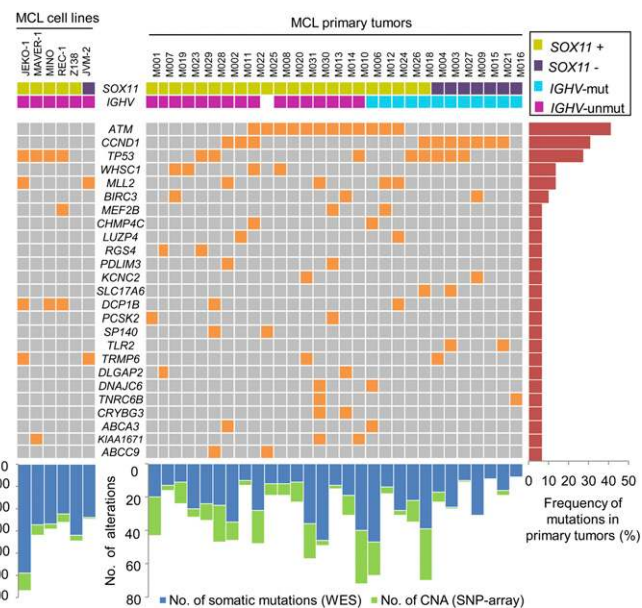 MCL cell lines
MCL primary tumors
JEKO-1
MAVER-1
MINO
REC-1
Z138
JVM-2
M001
M007
M019
M023
M029
M028
M002
M011
M022
M025
M008
M020
M031
M030
M013
M014
M010
M006
M012
M024
M026
M018
M004
M003
M027
M009
M015
M021
M016
SOX11 +
SOX11 -
IGHV-mut
IGHV-unmut
SOX11
IGHV
ATM
CCND1
TP53
WHSC1
MLL2
BIRC3
MEF2B
CHMP4C
LUZP4
RGS4
PDLIM3
KCNC2
SLC17A6
DCP1B
PCSK2
SP140
TLR2
TRMP6
DLGAP2
DNAJC6
TNRC6B
CRYBG3
ABCA3
KIAA1671
ABCC9
0 10 20 30 40 50
Frequency of
mutations in
primary tumors (%)
No. of alterations
0
20
40
60
80
No. of somatic mutations (WES)
No. of CNA (SNP-array)